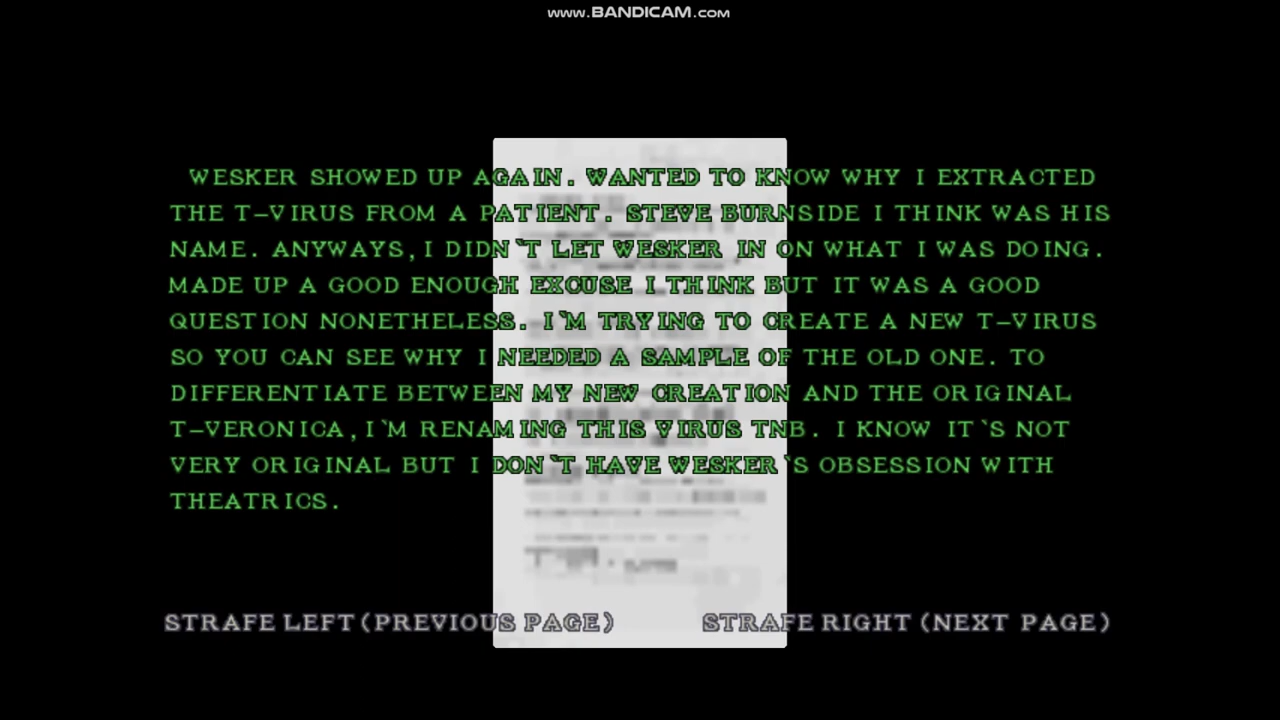 www.BANDICAM.com
WESKER SHOWED UP AGAIN. WANTED TO KNOW WHY I EXTRACTED
THE T-VIRUS FROM A PATIENT. STEVE BURNSIDE I THINK WAS HIS
NAME. ANYWAYS, I DIDN`T LET WESKER IN ON WHAT I WAS DOING.
MADE UP A GOOD ENOUGH EXCUSE I THINK BUT IT WAS A GOOD
QUESTION NONETHELESS. I`M TRYING TO CREATE A NEW T-VIRUS
SO YOU CAN SEE WHY I NEEDED A SAMPLE OF THE OLD ONE. TO
DIFFERENTIATE BETWEEN MY NEW CREATION AND THE ORIGINAL
T-VERONICA, I`M RENAMING THIS VIRUS TNB. I KNOW IT`S NOT
VERY ORIGINAL BUT I DON`T HAVE WESKER`S OBSESSION WITH
THEATRICS.
STRAFE LEFT (PREVIOUS PAGE) STRAFE RIGHT (NEXT PAGE)